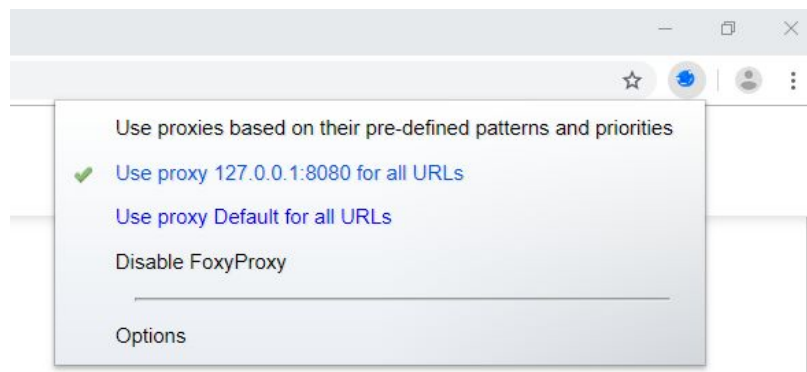 Use proxies based on their pre-defined patterns and priorities
Use proxy 127.0.0.1:8080 for all URLs
Use proxy Default for all URLs
Disable FoxyProxy
Options